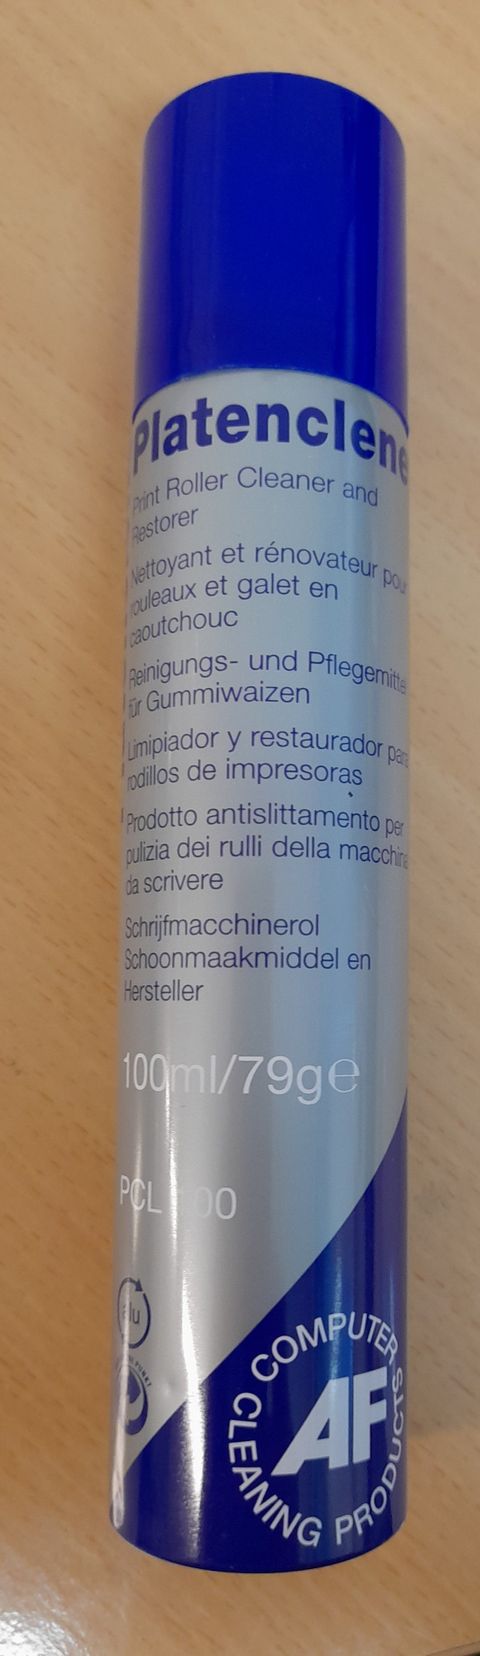 Platenclene
Print Roller Cleaner and
Restorer
Nettoyant et rénovateur pour
rouleaux et galet en
caoutchouc
Reinigungs- und Pflegemittel
für Gummiwaizen
Limipiador y restaurador para
rodillos de impresoras
Prodotto antislittamento per
pulizia dei rulli della macchina
da scrivere
Schrijfmacchinerol
Schoonmaakmiddel en
Hersteller
100ml/79g℮
PCL
alu
COMPUTER
CLEANING PRODUCTS
AF